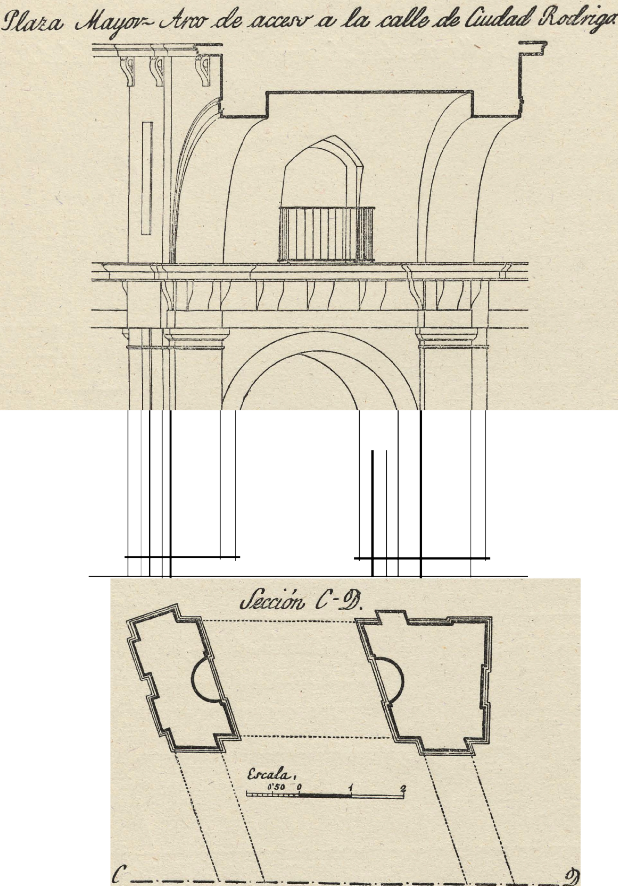 Plaza Mayor- Arco de acceso a la calle de Ciudad Rodrigo
Sección C-D.
Escala,
0'50 0 1 2
C D